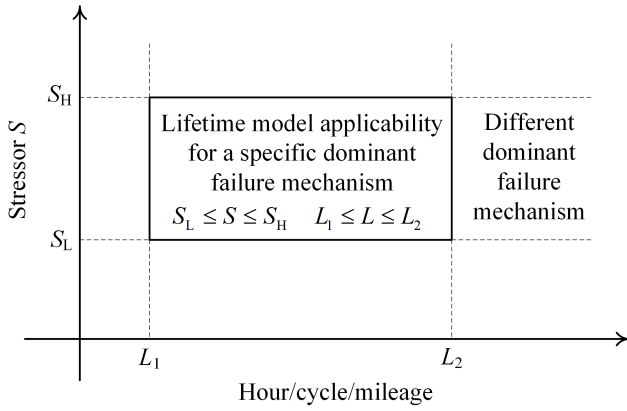 Stressor S
S_H
S_L
Lifetime model applicability
for a specific dominant
failure mechanism
S_L ≤ S ≤ S_H L_1 ≤ L ≤ L_2
Different
dominant
failure
mechanism
L_1
L_2
Hour/cycle/mileage